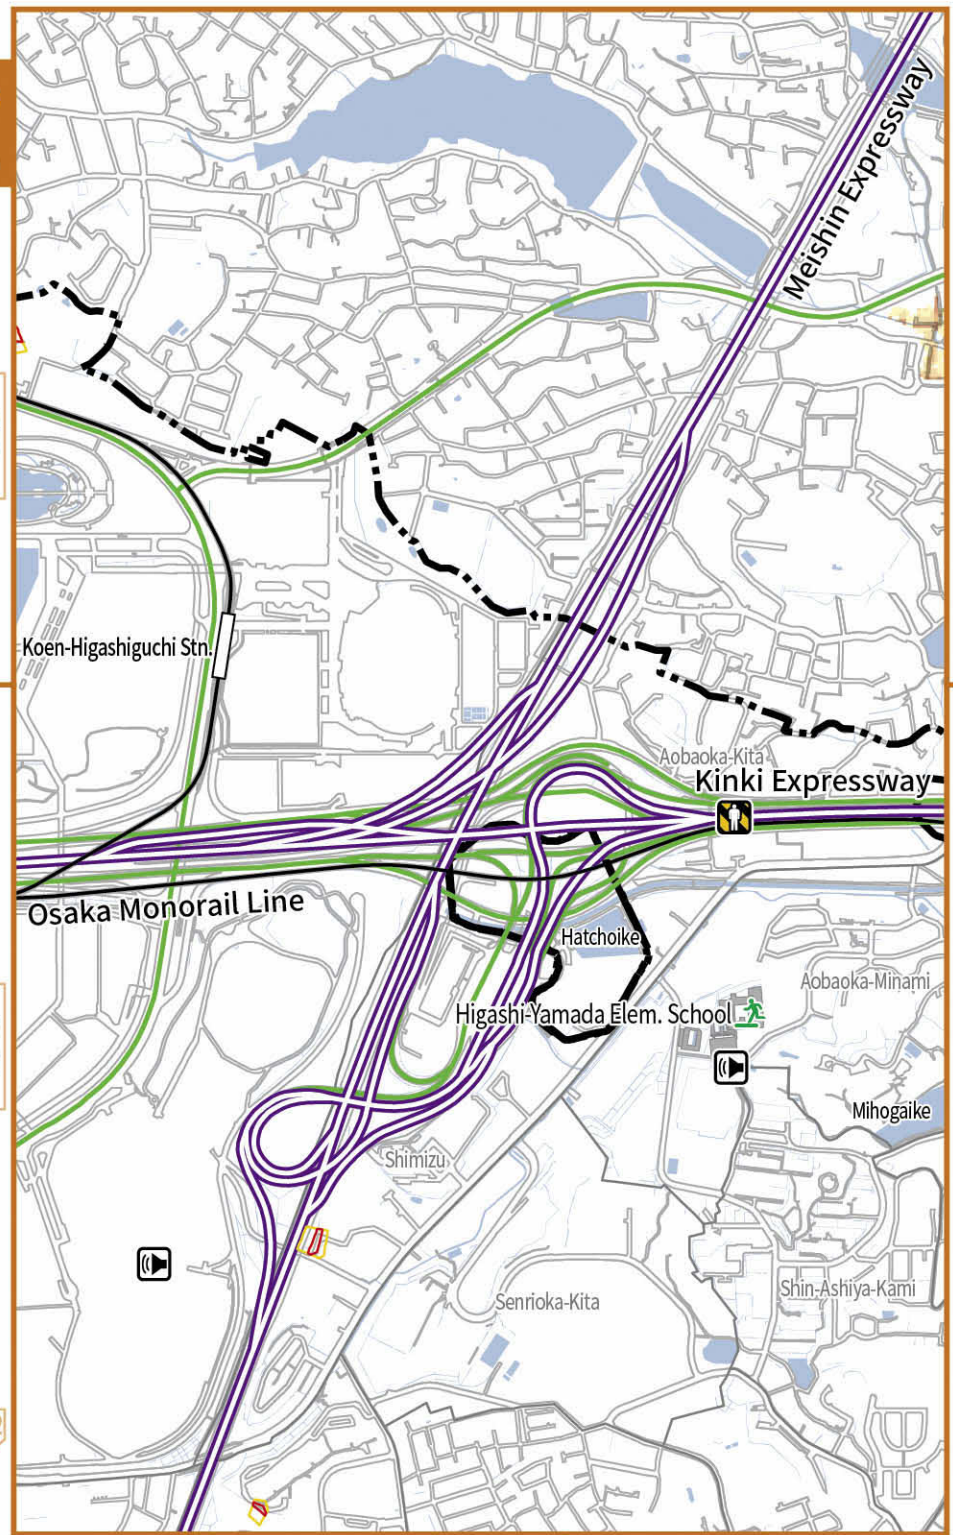 Meishin Expressway
Koen-Higashiguchi Stn.
Aobaoka-Kita
Kinki Expressway
Osaka Monorail Line
Hatchoike
Aobaoka-Minami
Higashi-Yamada Elem. School
Mihogaike
Shimizu
Shin-Ashiya-Kami
Senrioka-Kita